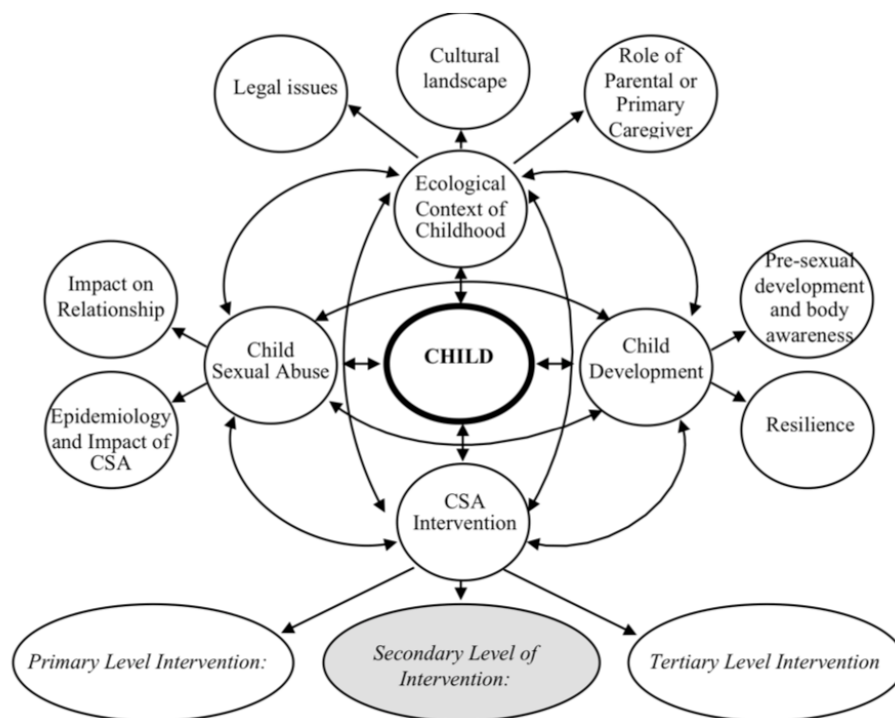 Legal issues
Cultural
landscape
Role of
Parental or
Primary
Caregiver
Ecological
Context of
Childhood
Impact on
Relationship
Pre-sexual
development
and body
awareness
Child
Sexual Abuse
CHILD
Child
Development
Epidemiology
and Impact of
CSA
Resilience
CSA
Intervention
Primary Level Intervention:
Secondary Level of
Intervention:
Tertiary Level Intervention